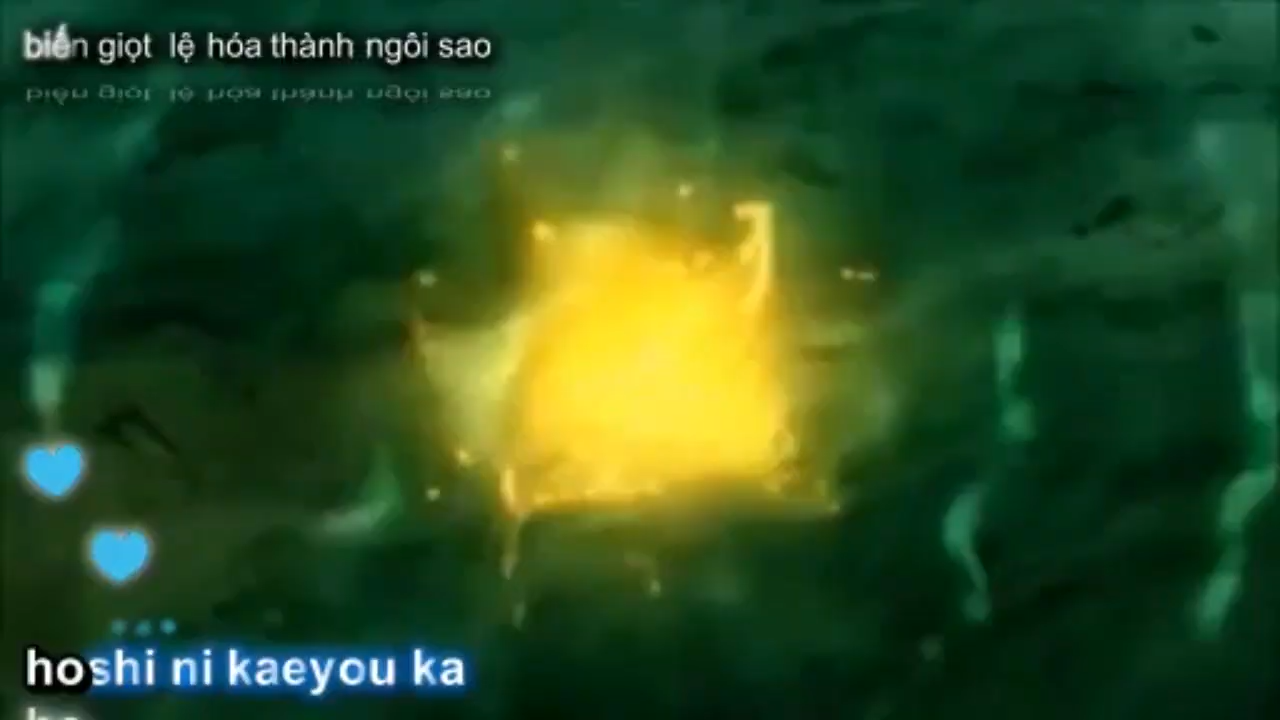 biến giọt lệ hóa thành ngôi sao
hoshi ni kaeyou ka